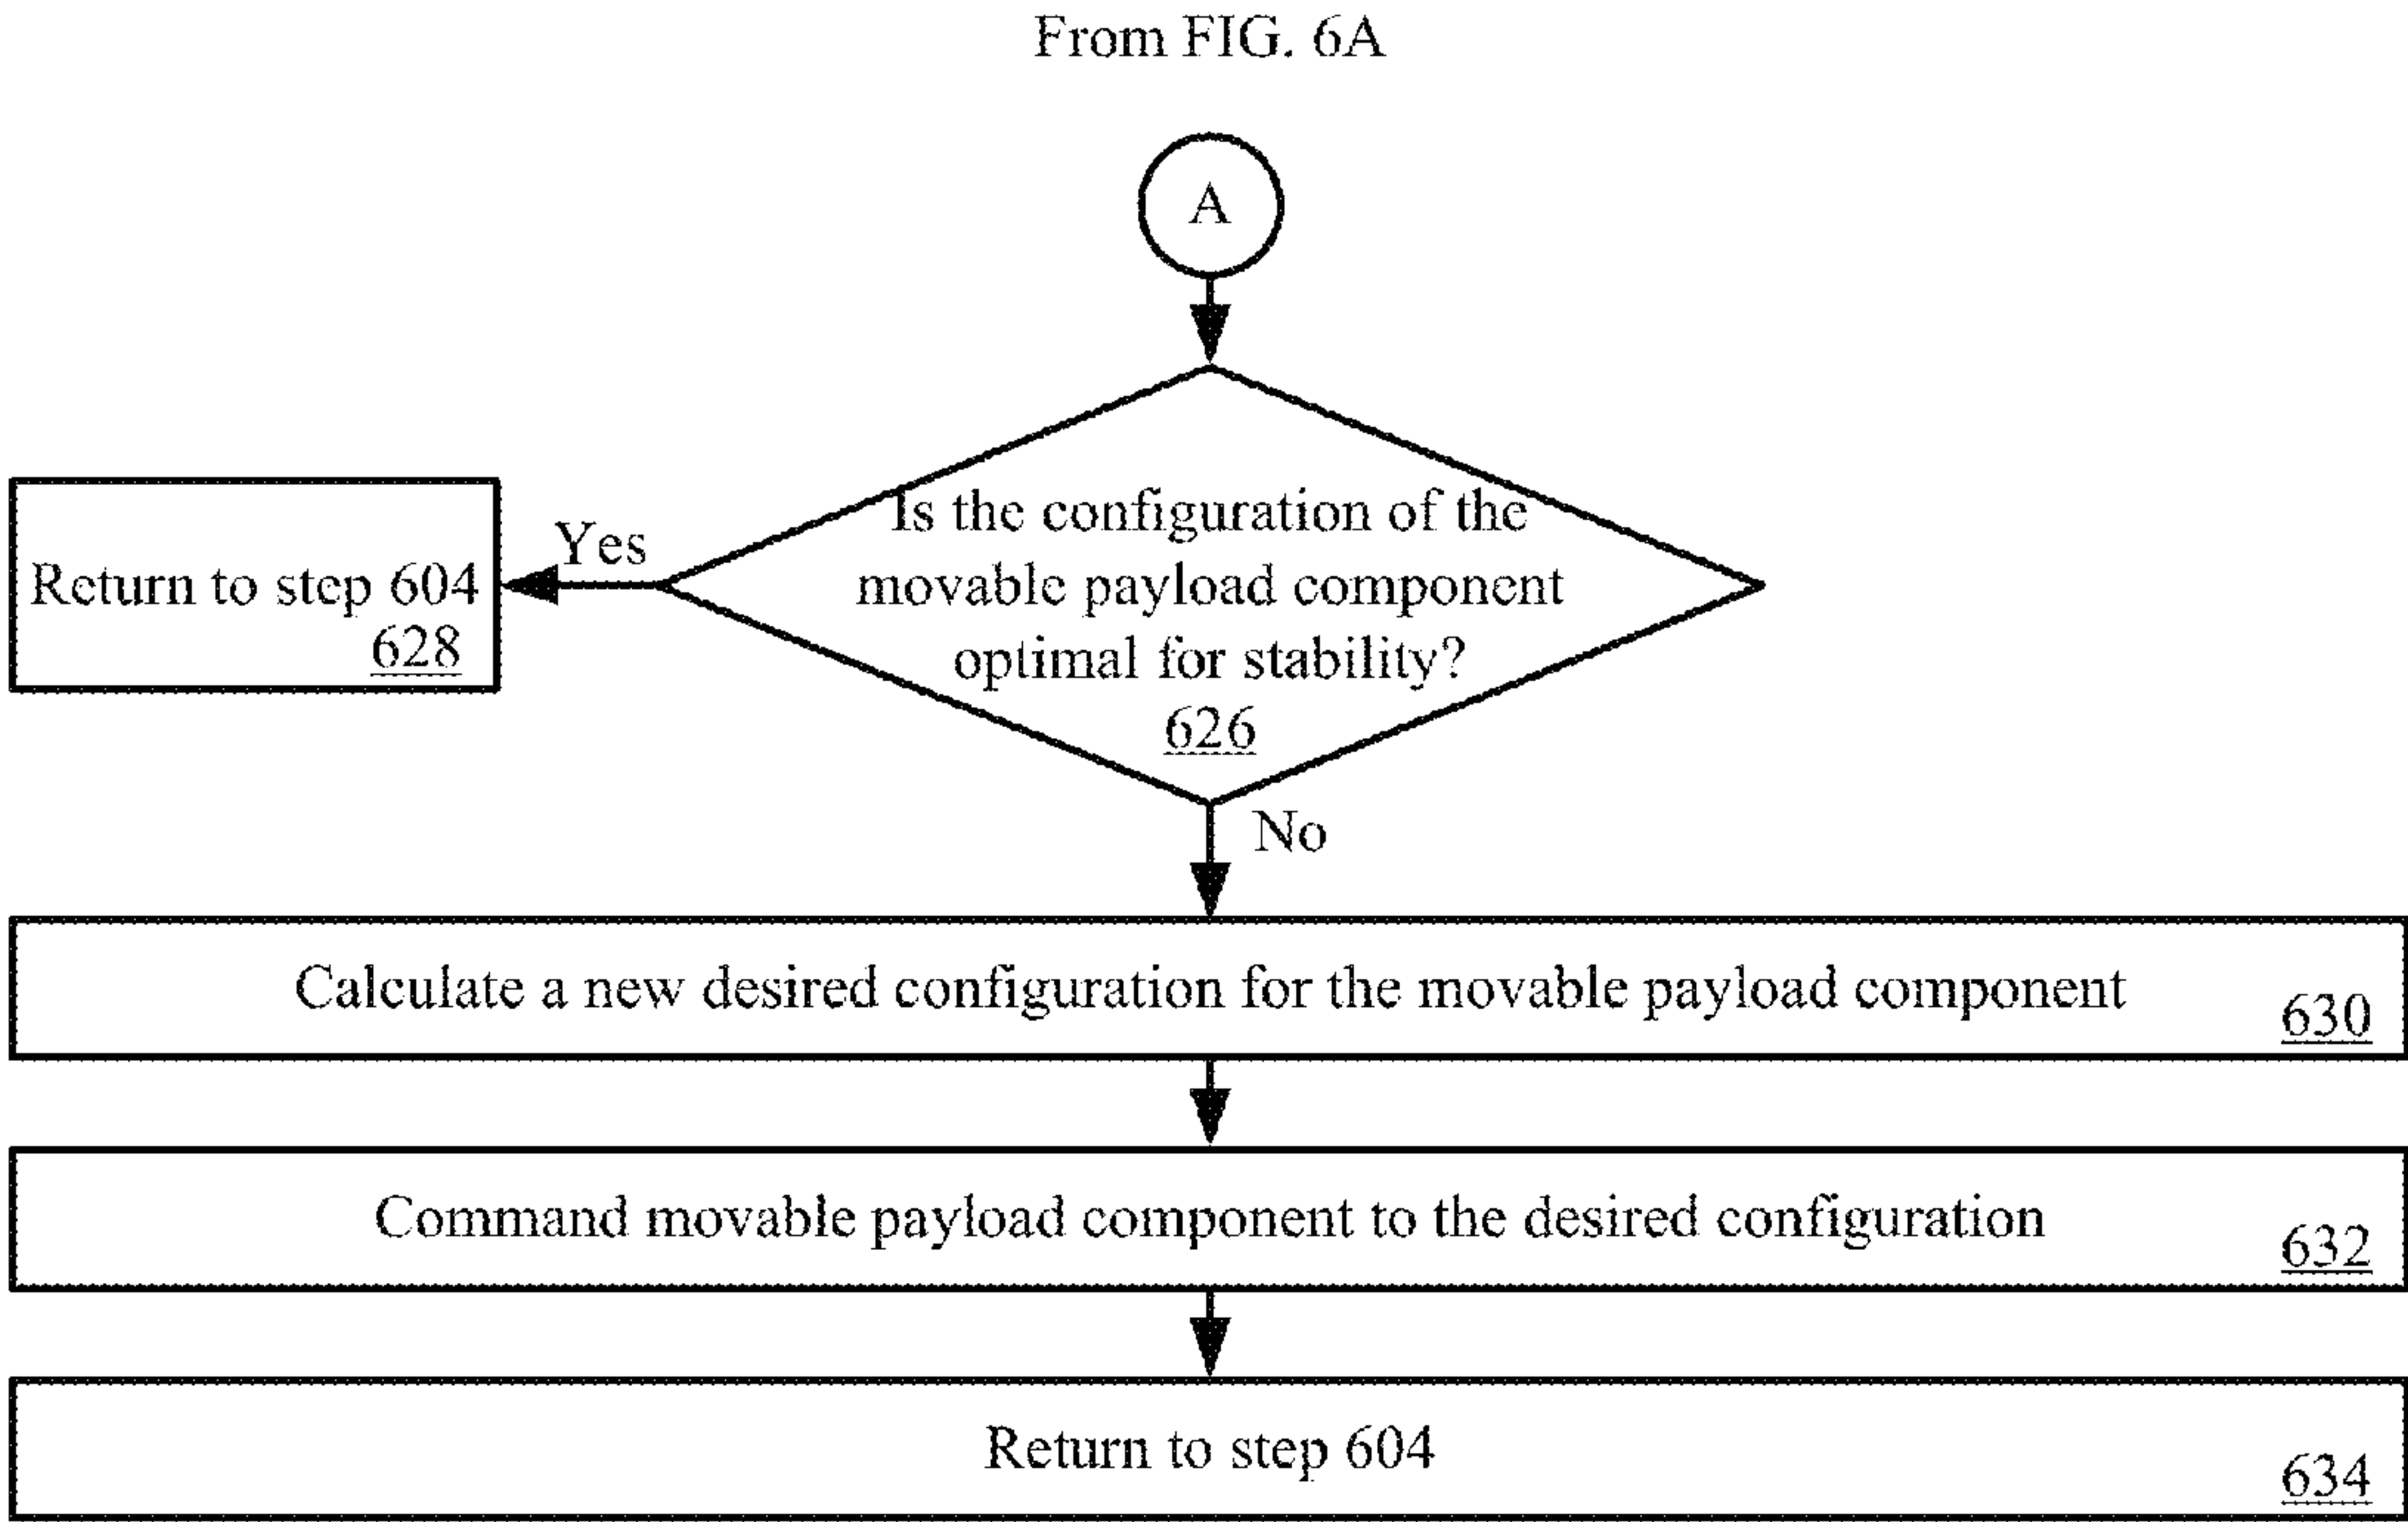 From FIG. 6A
A
Is the configuration of the
movable payload component
optimal for stability?
626
Yes
Return to step 604
628
No
Calculate a new desired configuration for the movable payload component
630
Command movable payload component to the desired configuration
632
Return to step 604
634